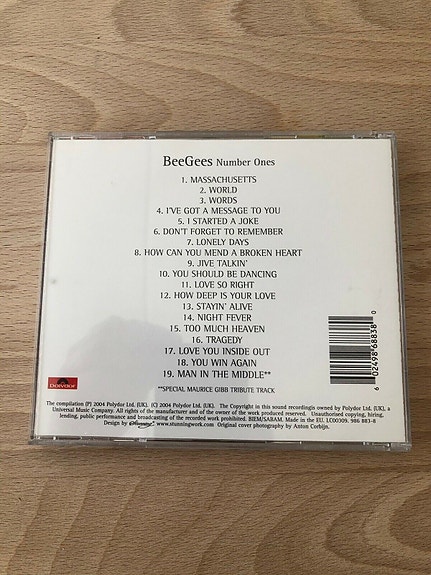 BeeGees Number Ones
1. MASSACHUSETTS
2. WORLD
3. WORDS
4. I'VE GOT A MESSAGE TO YOU
5. I STARTED A JOKE
6. DON'T FORGET TO REMEMBER
7. LONELY DAYS
8. HOW CAN YOU MEND A BROKEN HEART
9. JIVE TALKIN'
10. YOU SHOULD BE DANCING
11. LOVE SO RIGHT
12. HOW DEEP IS YOUR LOVE
13. STAYIN' ALIVE
14. NIGHT FEVER
15. TOO MUCH HEAVEN
16. TRAGEDY
17. LOVE YOU INSIDE OUT
18. YOU WIN AGAIN
19. MAN IN THE MIDDLE**
**SPECIAL MAURICE GIBB TRIBUTE TRACK
6 02498 68838 0
Polydor
The compilation (P) 2004 Polydor Ltd. (UK). (C) 2004 Polydor Ltd. The Copyright in this sound recordingin is owned by Polydor Ltd. (UK), a
Universal Music Company. All rights of the manufacturer and of the owner of the work produced reserved. Unauthorised copying, hiring,
lending, public performance and broadcasting of the recorded work prohibited. BIEM/SABAM. Made in the EU. LC00309. 986 883-8
Design by Stunning www.stunningwork.com Original cover photography by Anton Corbijn.